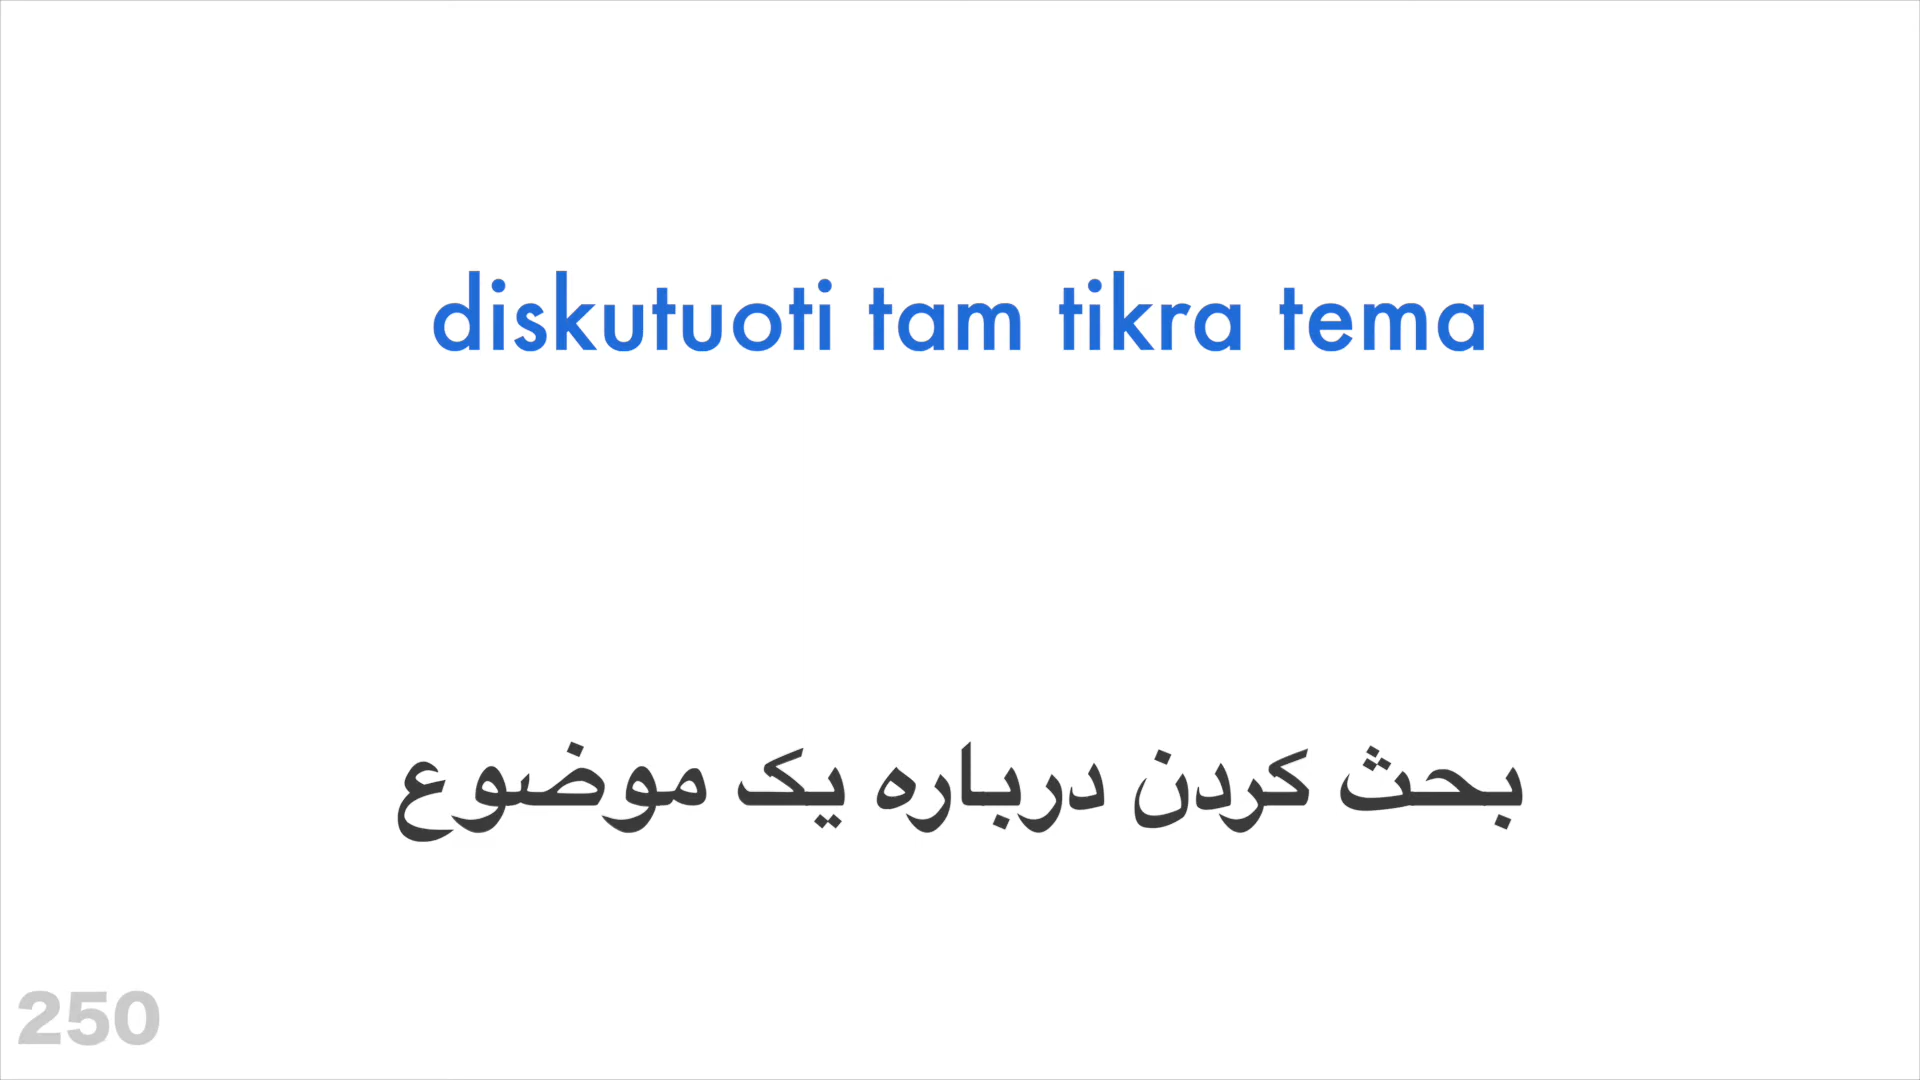 diskutuoti tam tikra tema
بحث کردن درباره یک موضوع
250